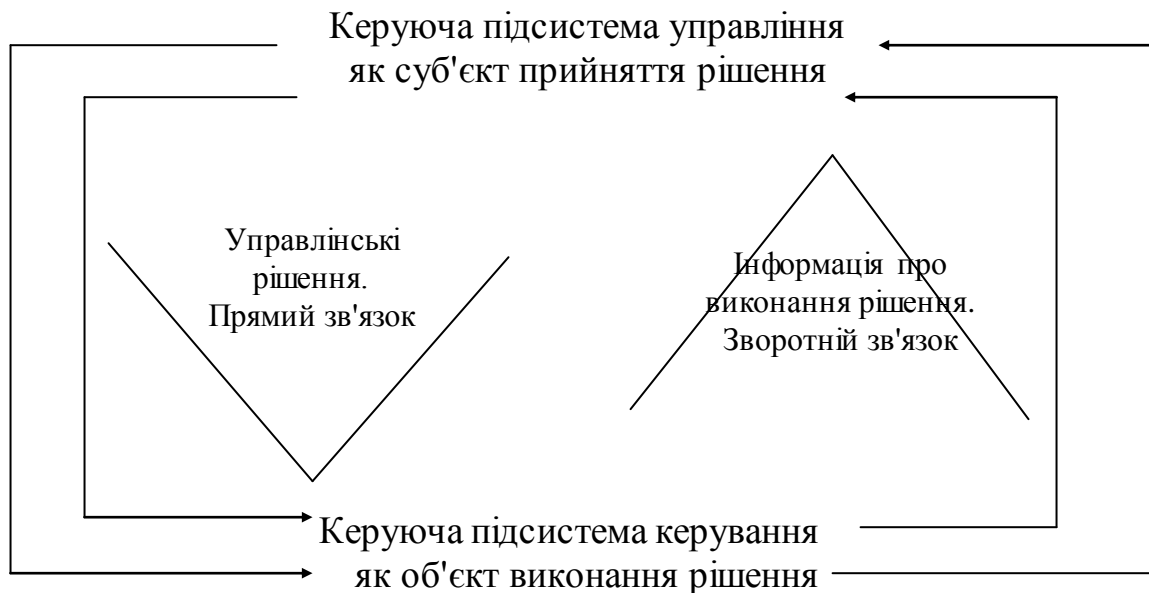 Керуюча підсистема управління
як суб'єкт прийняття рішення
Управлінські
рішення.
Прямий зв'язок
Інформація про
виконання рішення.
Зворотній зв'язок
Керуюча підсистема керування
як об'єкт виконання рішення